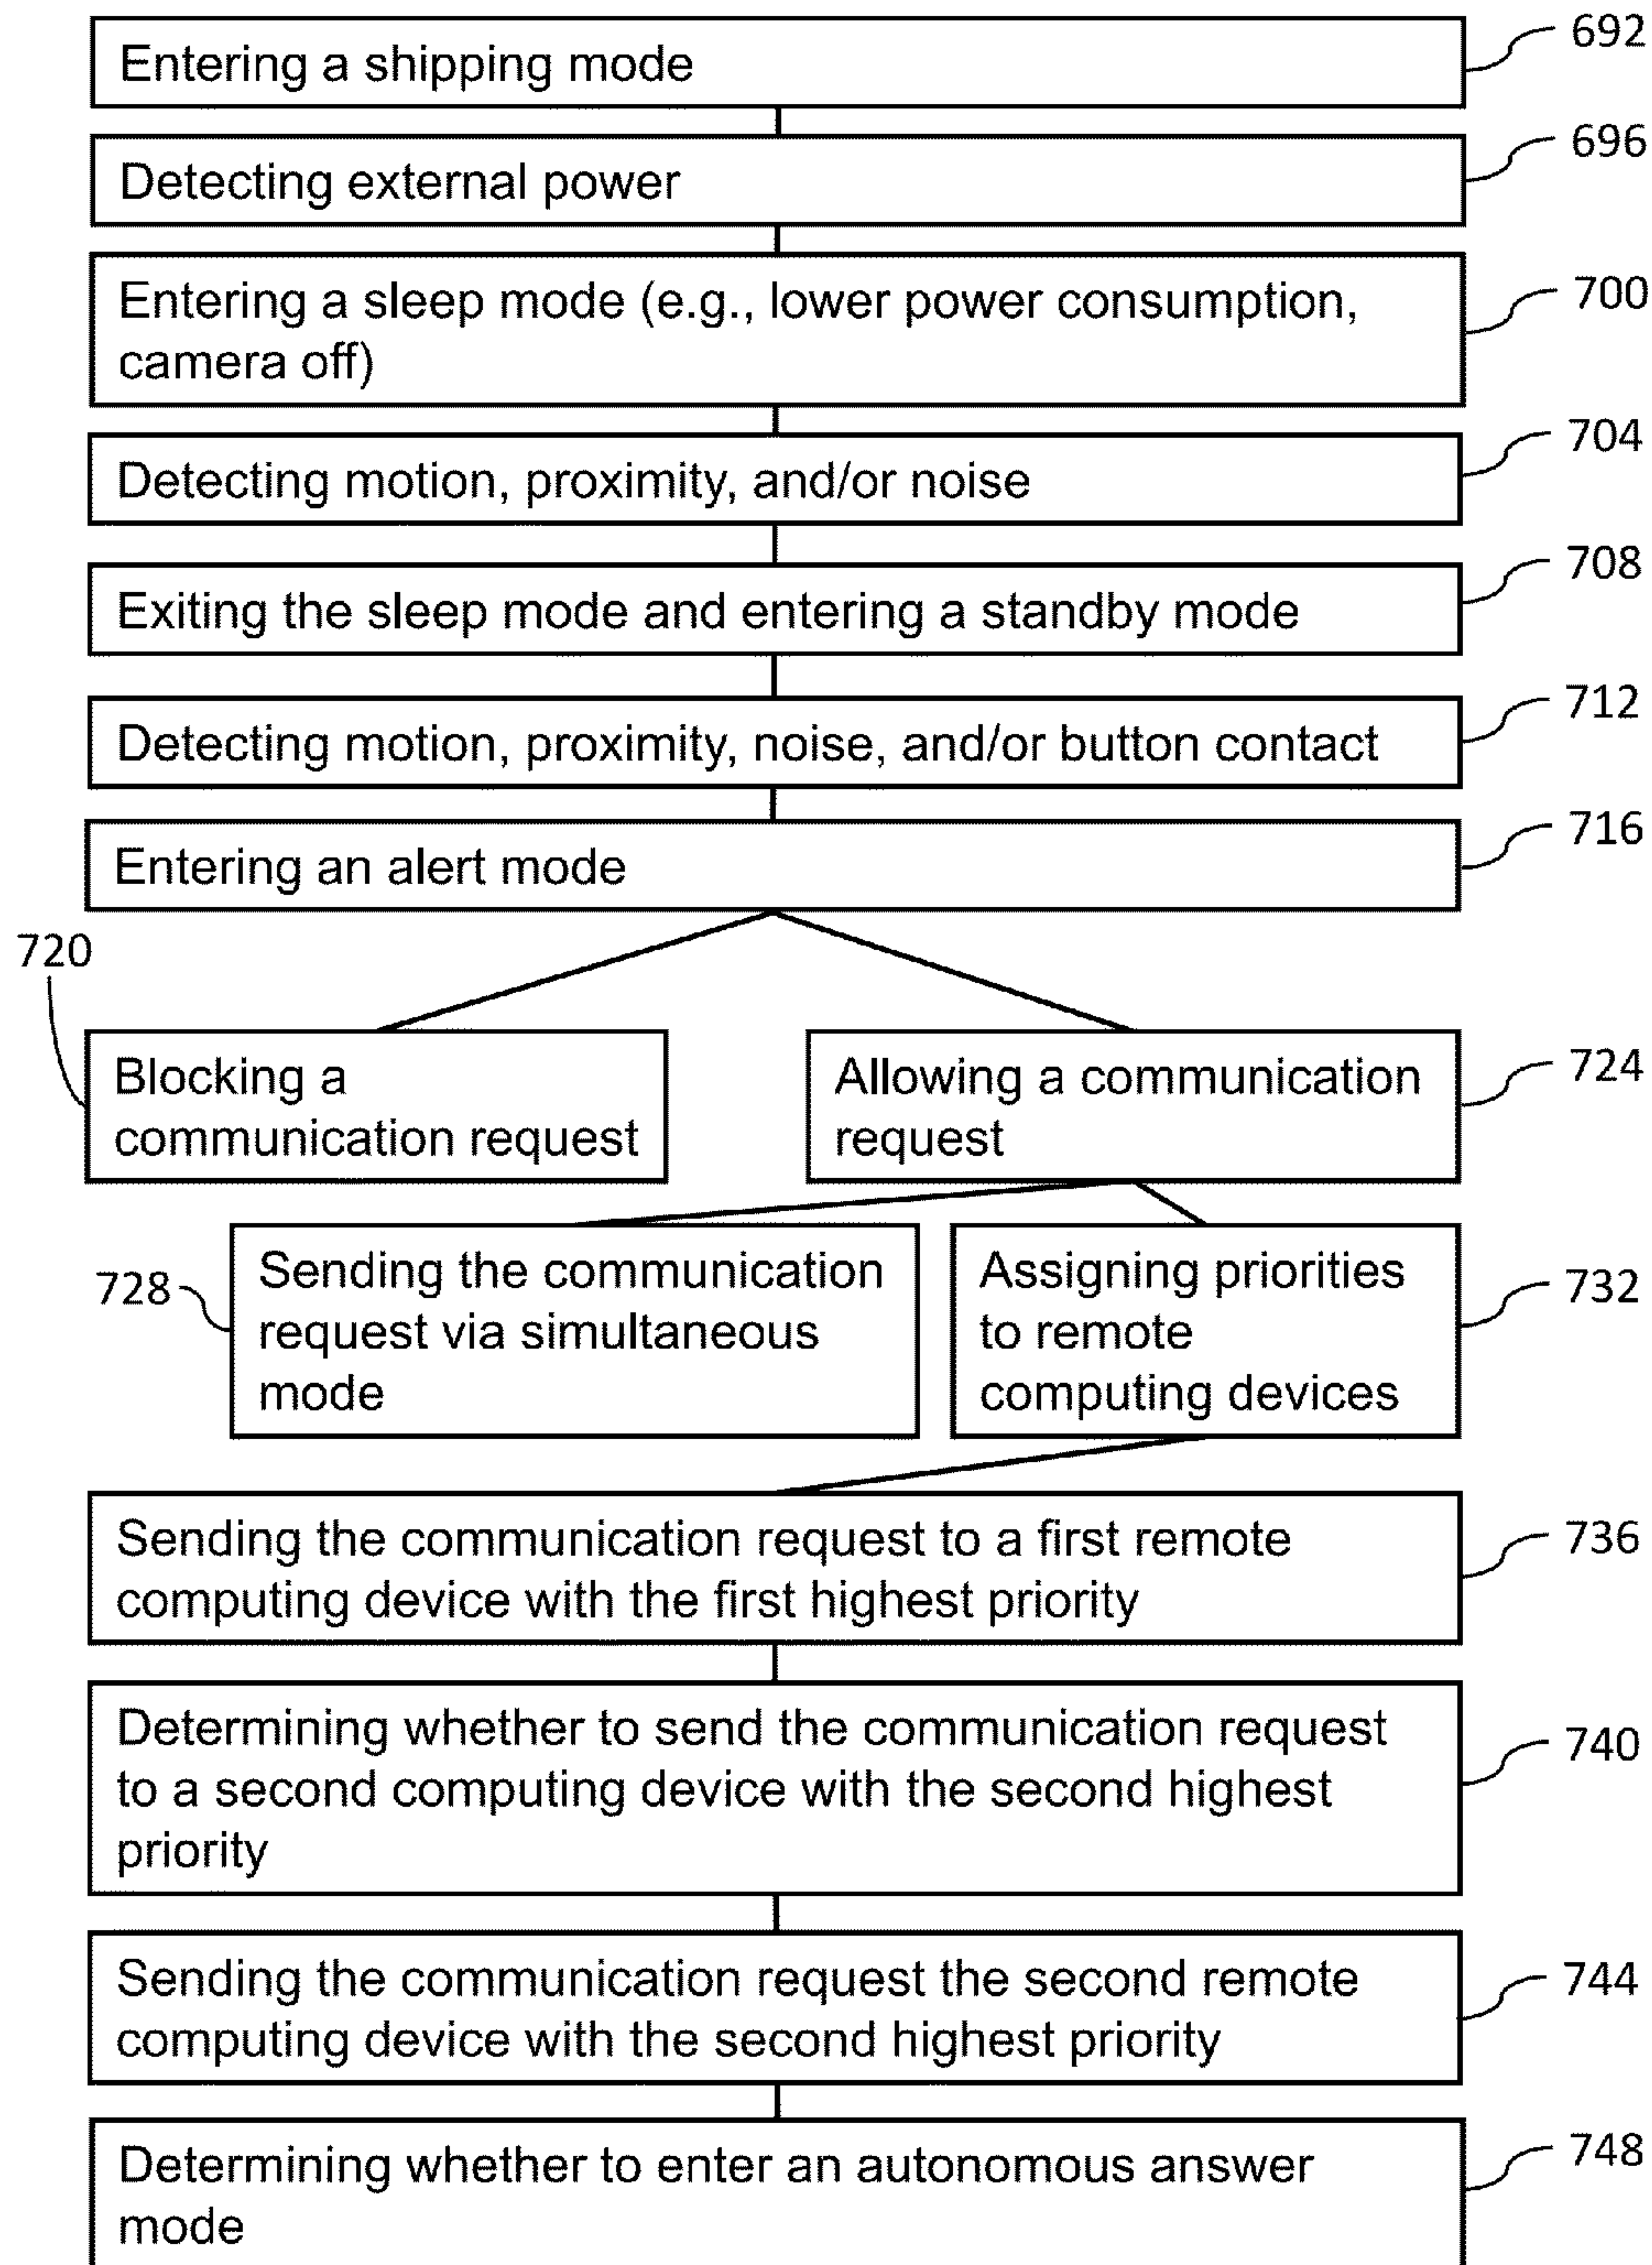 Entering a shipping mode
692
Detecting external power
696
Entering a sleep mode (e.g., lower power consumption,
camera off)
700
Detecting motion, proximity, and/or noise
704
Exiting the sleep mode and entering a standby mode
708
Detecting motion, proximity, noise, and/or button contact
712
Entering an alert mode
716
720
Blocking a
communication request
Allowing a communication
request
724
728
Sending the communication
request via simultaneous
mode
Assigning priorities
to remote
computing devices
732
Sending the communication request to a first remote
computing device with the first highest priority
736
Determining whether to send the communication request
to a second computing device with the second highest
priority
740
Sending the communication request the second remote
computing device with the second highest priority
744
Determining whether to enter an autonomous answer
mode
748